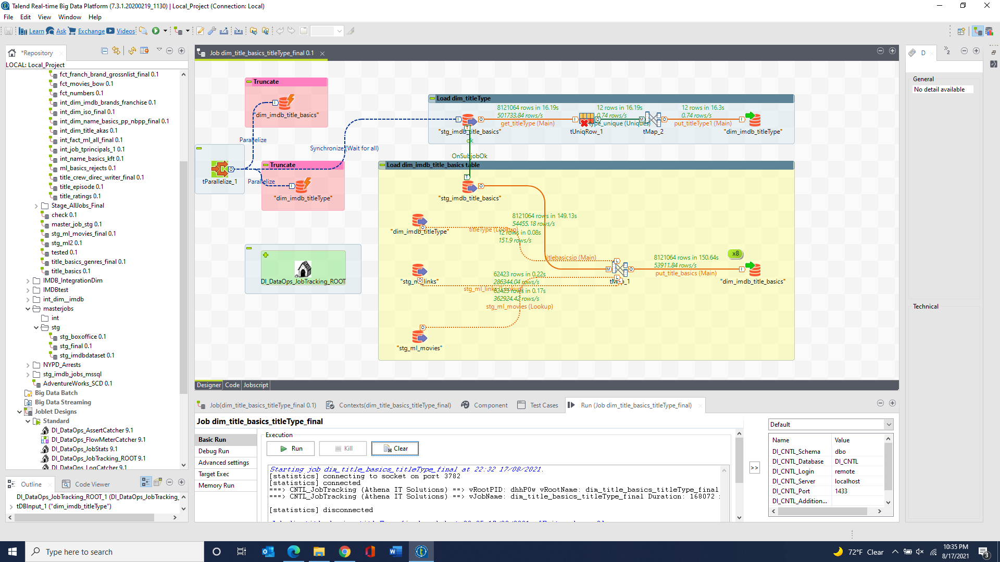 Talend Real-time Big Data Platform (7.3.1.20200219_1130) | Local_Project (Connection: Local)
File Edit View Window Help
Learn Ask Exchange Videos
*Repository
LOCAL: Local_Project
fct_franch_brand_grossnlist_final 0.1
fct_movies_bow 0.1
fct_numbers 0.1
int_dim_imdb_brands_franchise 0.1
int_dim_iso_final 0.1
int_dim_name_basics_pp_nbpp_final 0.1
int_dim_title_akas 0.1
int_fact_ml_all_final 0.1
int_job_tprincipals_1 0.1
int_name_basics_kft 0.1
ml_basics_rejects 0.1
title_crew_direc_writer_final 0.1
title_episode 0.1
title_ratings 0.1
Stage_AllJobs_Final
check 0.1
master_job_stg 0.1
stg_ml_movies_final 0.1
stg_ml2 0.1
tested 0.1
title_basics_genres_final 0.1
title_basics 0.1
IMDB_IntegrationDim
IMDBtest
int_dim__imdb
masterjobs
int
stg
stg_boxoffice 0.1
stg_final 0.1
stg_imdbdataset 0.1
NYPD_Arrests
stg_imdb_jobs_mssql
AdventureWorks_SCD 0.1
Big Data Batch
Big Data Streaming
Joblet Designs
Standard
DI_DataOps_AssertCatcher 9.1
DI_DataOps_FlowMeterCatcher 9.1
DI_DataOps_JobStats 9.1
DI_DataOps_JobTracking_ROOT 9.1
DI_DataOps_LogCatcher 9.1
Outline
Code Viewer
DI_DataOps_JobTracking_ROOT_1 (DI_DataOps_JobTracking_
tDBInput_1 ("dim_imdb_titleType")
Job dim_title_basics_titleType_final 0.1
Truncate
"dim_imdb_title_basics"
Parallelize
Synchronize (Wait for all)
tParallelize_1
Parallelize
Truncate
"dim_imdb_titleType"
DI_DataOps_JobTracking_ROOT
Load dim_titleType
8121064 rows in 16.19s
501733.84 rows/s
get_titleType (Main)
12 rows in 16.19s
0.74 rows/s
type_unique (Uniques)
12 rows in 16.3s
0.74 rows/s
put_titleType1 (Main)
"stg_imdb_title_basics"
tUniqRow_1
tMap_2
"dim_imdb_titleType"
ok
OnSubjobOk
Load dim_imdb_title_basics table
"stg_imdb_title_basics"
8121064 rows in 149.13s
54455.18 rows/s
"dim_imdb_titleType"
titleType (Lookup)
12 rows in 0.08s
151.9 rows/s
titlebasicsip (Main)
x8
8121064 rows in 150.64s
53911.84 rows/s
put_title_basics (Main)
62423 rows in 0.22s
286344.04 rows/s
stg_ml_links (Lookup)
62423 rows in 0.17s
362924.42 rows/s
stg_ml_movies (Lookup)
"stg_ml_links"
tMap_1
"dim_imdb_title_basics"
"stg_ml_movies"
Designer Code Jobscript
Job(dim_title_basics_titleType_final 0.1)
Contexts(dim_title_basics_titleType_final)
Component
Test Cases
Run (Job dim_title_basics_titleType_final)
Job dim_title_basics_titleType_final
Basic Run
Debug Run
Advanced settings
Target Exec
Memory Run
Execution
Run
Kill
Clear
Starting job dim_title_basics_titleType_final at 22:32 17/08/2021.
[statistics] connecting to socket on port 3782
[statistics] connected
===> CNTL_JobTracking (Athena IT Solutions) ==> vRootPID: dhhP0w vRootName: dim_title_basics_titleType_final
===> CNTL_JobTracking (Athena IT Solutions) ==> vJobName: dim_title_basics_titleType_final Duration: 168072
[statistics] disconnected
>>
Default
Name Value
DI_CNTL_Schema dbo
DI_CNTL_Database DI_CNTL
DI_CNTL_Login remote
DI_CNTL_Server localhost
DI_CNTL_Port 1433
DI_CNTL_Addition...
D
2
General
No detail available
Technical
Type here to search
72°F Clear
10:35 PM
8/17/2021
3